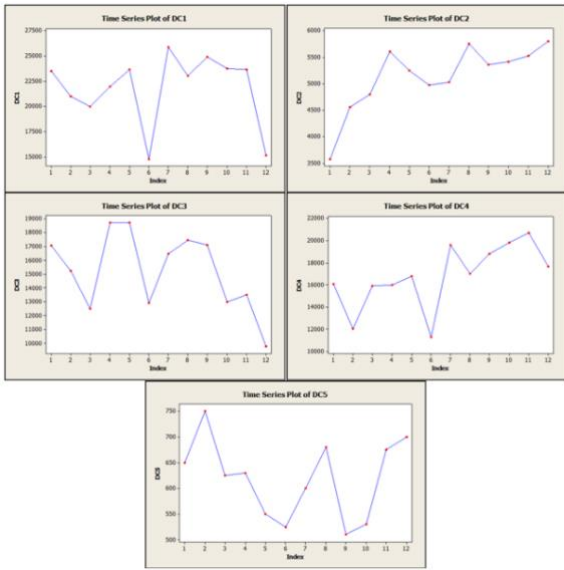 Time Series Plot of DC1
27500
25000
22500
20000
17500
15000
DC1
1 2 3 4 5 6 7 8 9 10 11 12
Index
Time Series Plot of DC2
6000
5500
5000
4500
4000
3500
DC2
1 2 3 4 5 6 7 8 9 10 11 12
Index
Time Series Plot of DC3
19000
18000
17000
16000
15000
14000
13000
12000
11000
10000
DC3
1 2 3 4 5 6 7 8 9 10 11 12
Index
Time Series Plot of DC4
22000
20000
18000
16000
14000
12000
10000
DC4
1 2 3 4 5 6 7 8 9 10 11 12
Index
Time Series Plot of DC5
750
700
650
600
550
500
DC5
1 2 3 4 5 6 7 8 9 10 11 12
Index